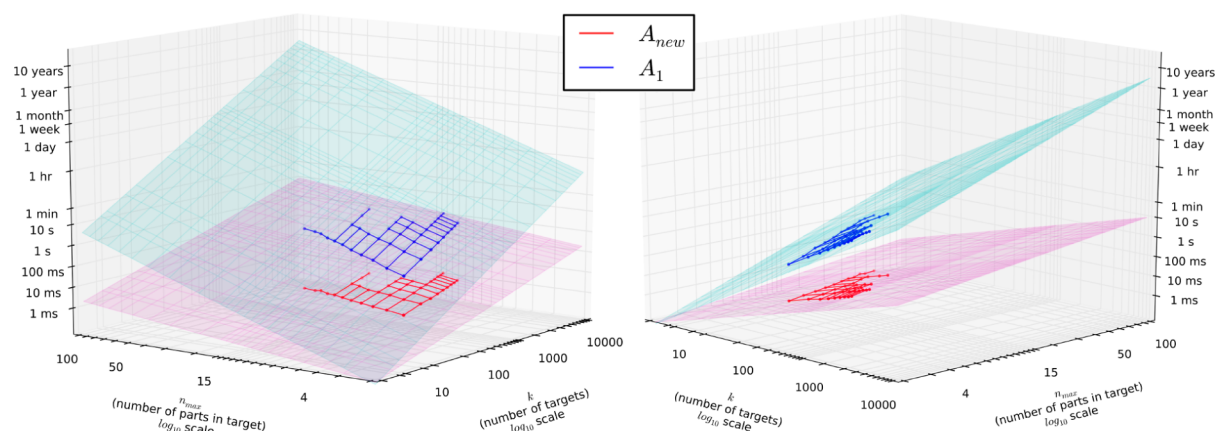 A_new
A_1
10 years
1 year
1 month
1 week
1 day
1 hr
1 min
10 s
1 s
100 ms
10 ms
1 ms
100
50
15
4
n_max
(number of parts in target)
log10 scale
10
100
1000
10000
k
(number of targets)
log10 scale
10 years
1 year
1 month
1 week
1 day
1 hr
1 min
10 s
1 s
100 ms
10 ms
1 ms
10
100
1000
10000
k
(number of targets)
log10 scale
4
15
50
100
n_max
(number of parts in target)
log10 scale